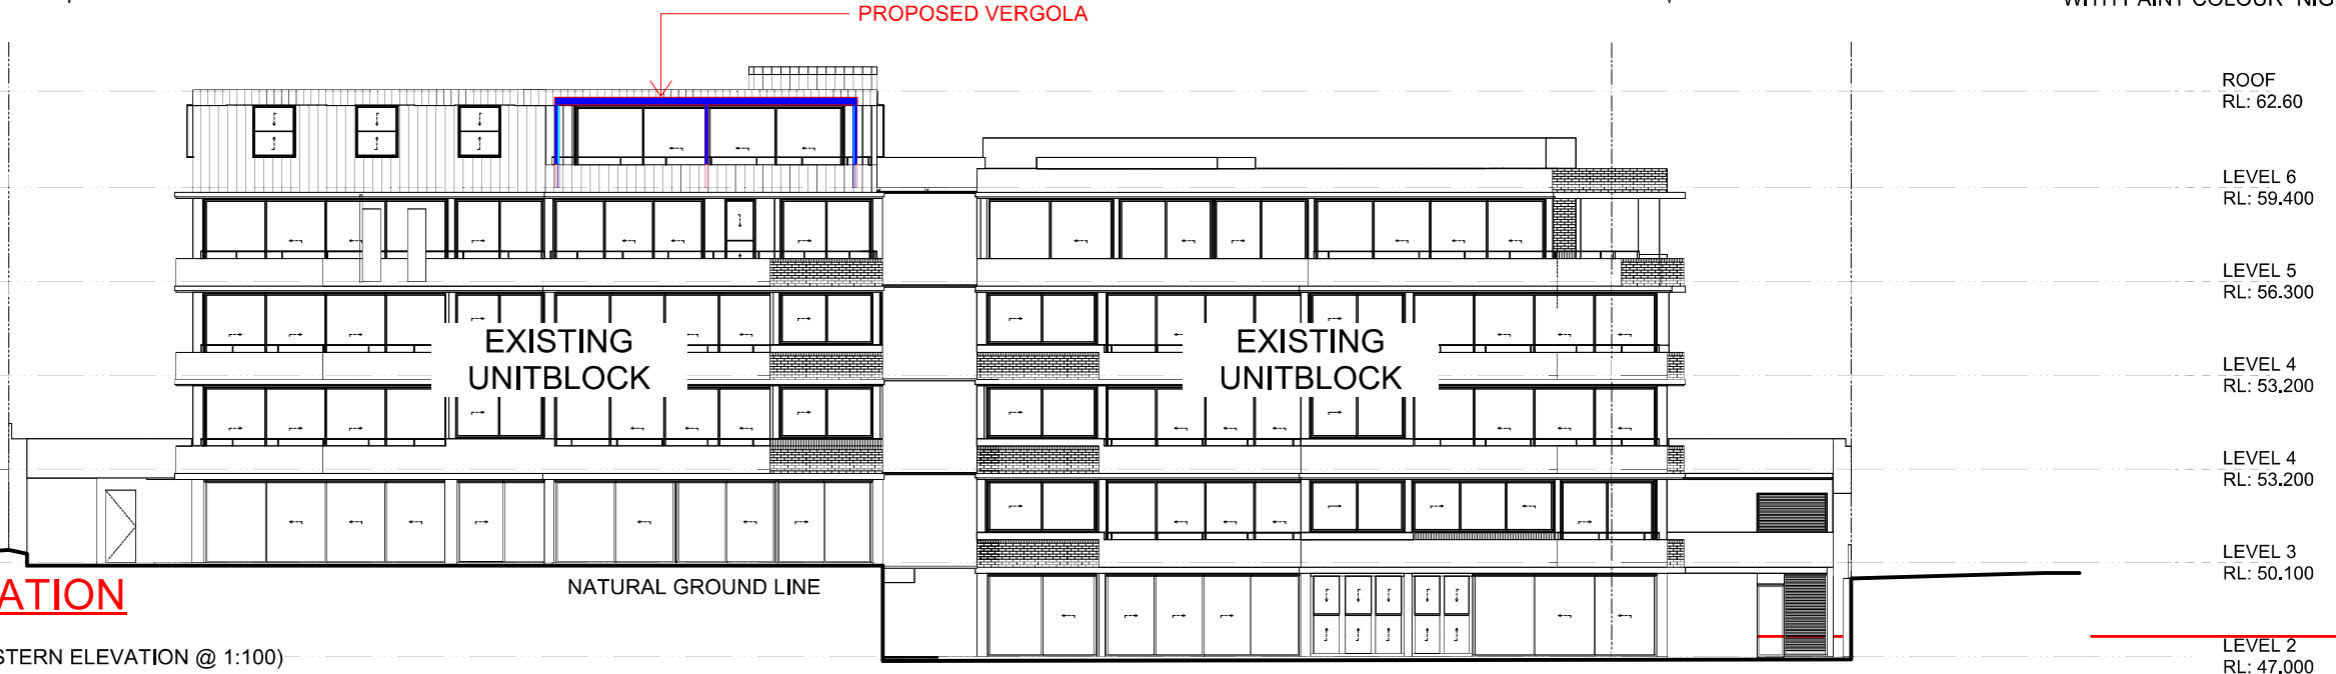 PROPOSED VERGOLA
ROOF
RL: 62.60
LEVEL 6
RL: 59.400
LEVEL 5
RL: 56.300
EXISTING
UNITBLOCK
EXISTING
UNITBLOCK
LEVEL 4
RL: 53.200
LEVEL 4
RL: 53.200
LEVEL 3
RL: 50.100
NATURAL GROUND LINE
ATION
STERN ELEVATION @ 1:100)
LEVEL 2
RL: 47.000